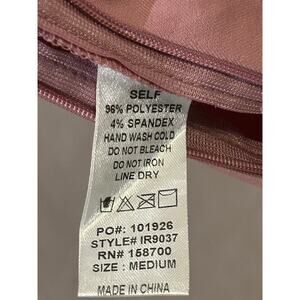 SELF
96% POLYESTER
4% SPANDEX
HAND WASH COLD
DO NOT BLEACH
DO NOT IRON
LINE DRY
PO#: 101926
STYLE# IR9037
RN# 158700
SIZE : MEDIUM
MADE IN CHINA